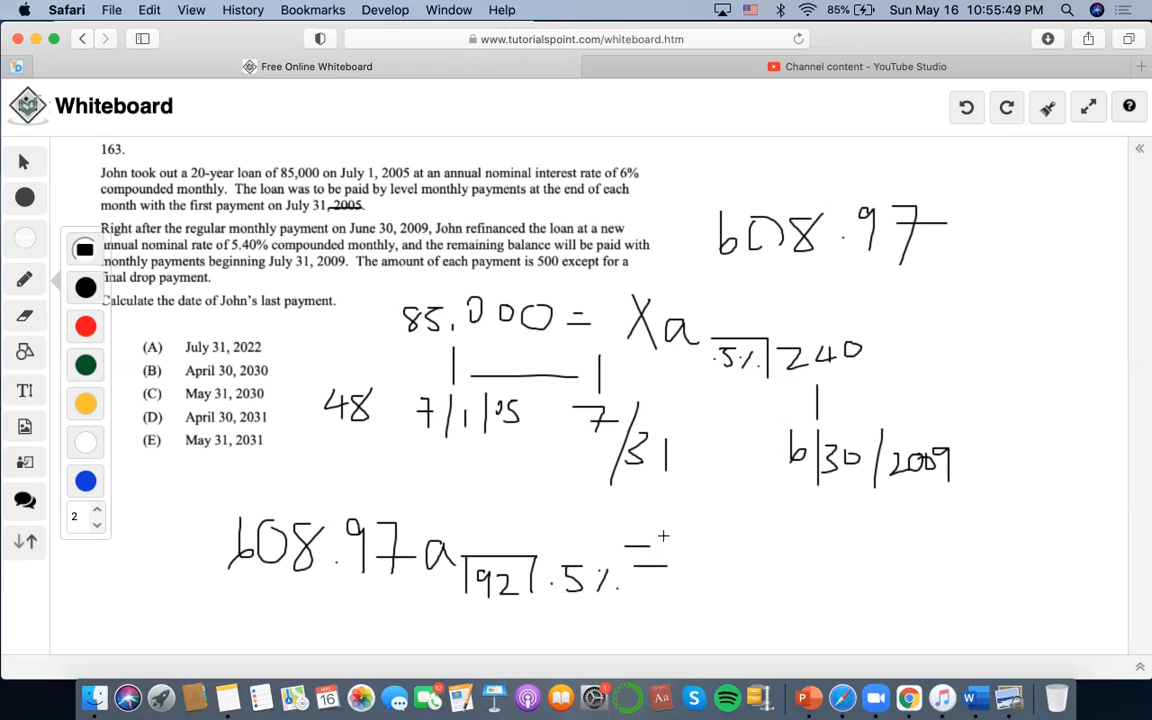 Safari File Edit View History Bookmarks Develop Window Help 85% Sun May 16 10:55:49 PM
www.tutorialspoint.com/whiteboard.htm
Free Online Whiteboard Channel content - YouTube Studio
Whiteboard
163.
John took out a 20-year loan of 85,000 on July 1, 2005 at an annual nominal interest rate of 6%
compounded monthly. The loan was to be paid by level monthly payments at the end of each
month with the first payment on July 31, 2005.
Right after the regular monthly payment on June 30, 2009, John refinanced the loan at a new
annual nominal rate of 5.40% compounded monthly, and the remaining balance will be paid with
monthly payments beginning July 31, 2009. The amount of each payment is 500 except for a
final drop payment.
Calculate the date of John's last payment.
(A) July 31, 2022
(B) April 30, 2030
(C) May 31, 2030
(D) April 30, 2031
(E) May 31, 2031
608.97
85,000 = Xa .5% 240
48 7/1/05 7/31
6/30/2009
608.97a 192 .5% =
2